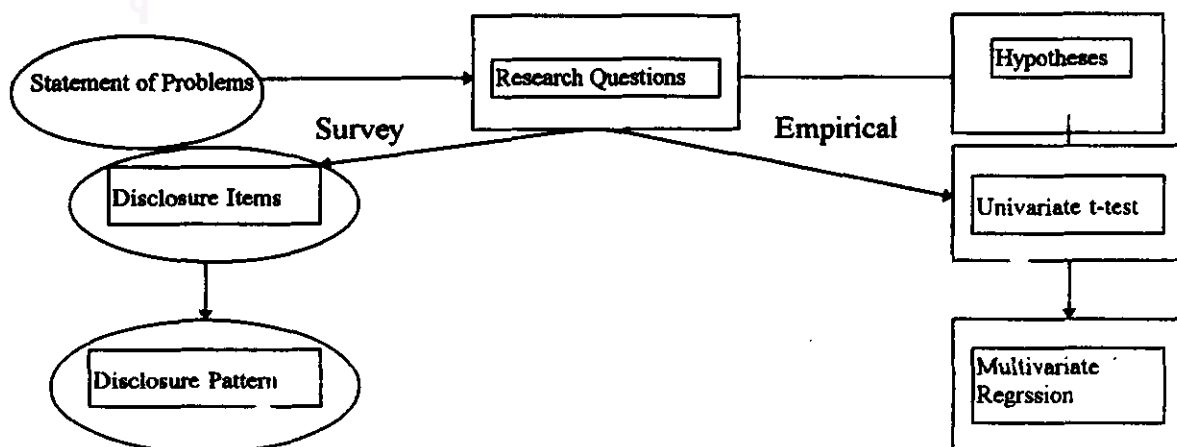 Statement of Problems
Research Questions
Hypotheses
Survey
Empirical
Disclosure Items
Univariate t-test
Disclosure Pattern
Multivariate
Regrssion